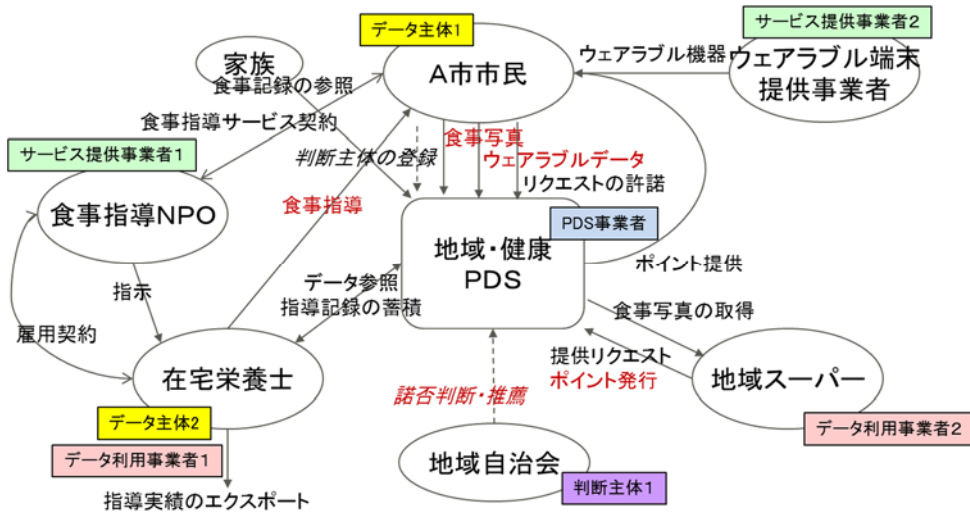 データ主体1
サービス提供事業者2
A市市民
ウェアラブル機器
ウェアラブル端末
提供事業者
家族
食事記録の参照
食事指導サービス契約
サービス提供事業者1
判断主体の登録
食事写真
ウェアラブルデータ
リクエストの許諾
食事指導
食事指導NPO
PDS事業者
地域・健康
PDS
ポイント提供
データ参照
指導記録の蓄積
指示
雇用契約
食事写真の取得
提供リクエスト
ポイント発行
在宅栄養士
地域スーパー
諾否判断・推薦
データ主体2
データ利用事業者1
データ利用事業者2
地域自治会
判断主体1
指導実績のエクスポート